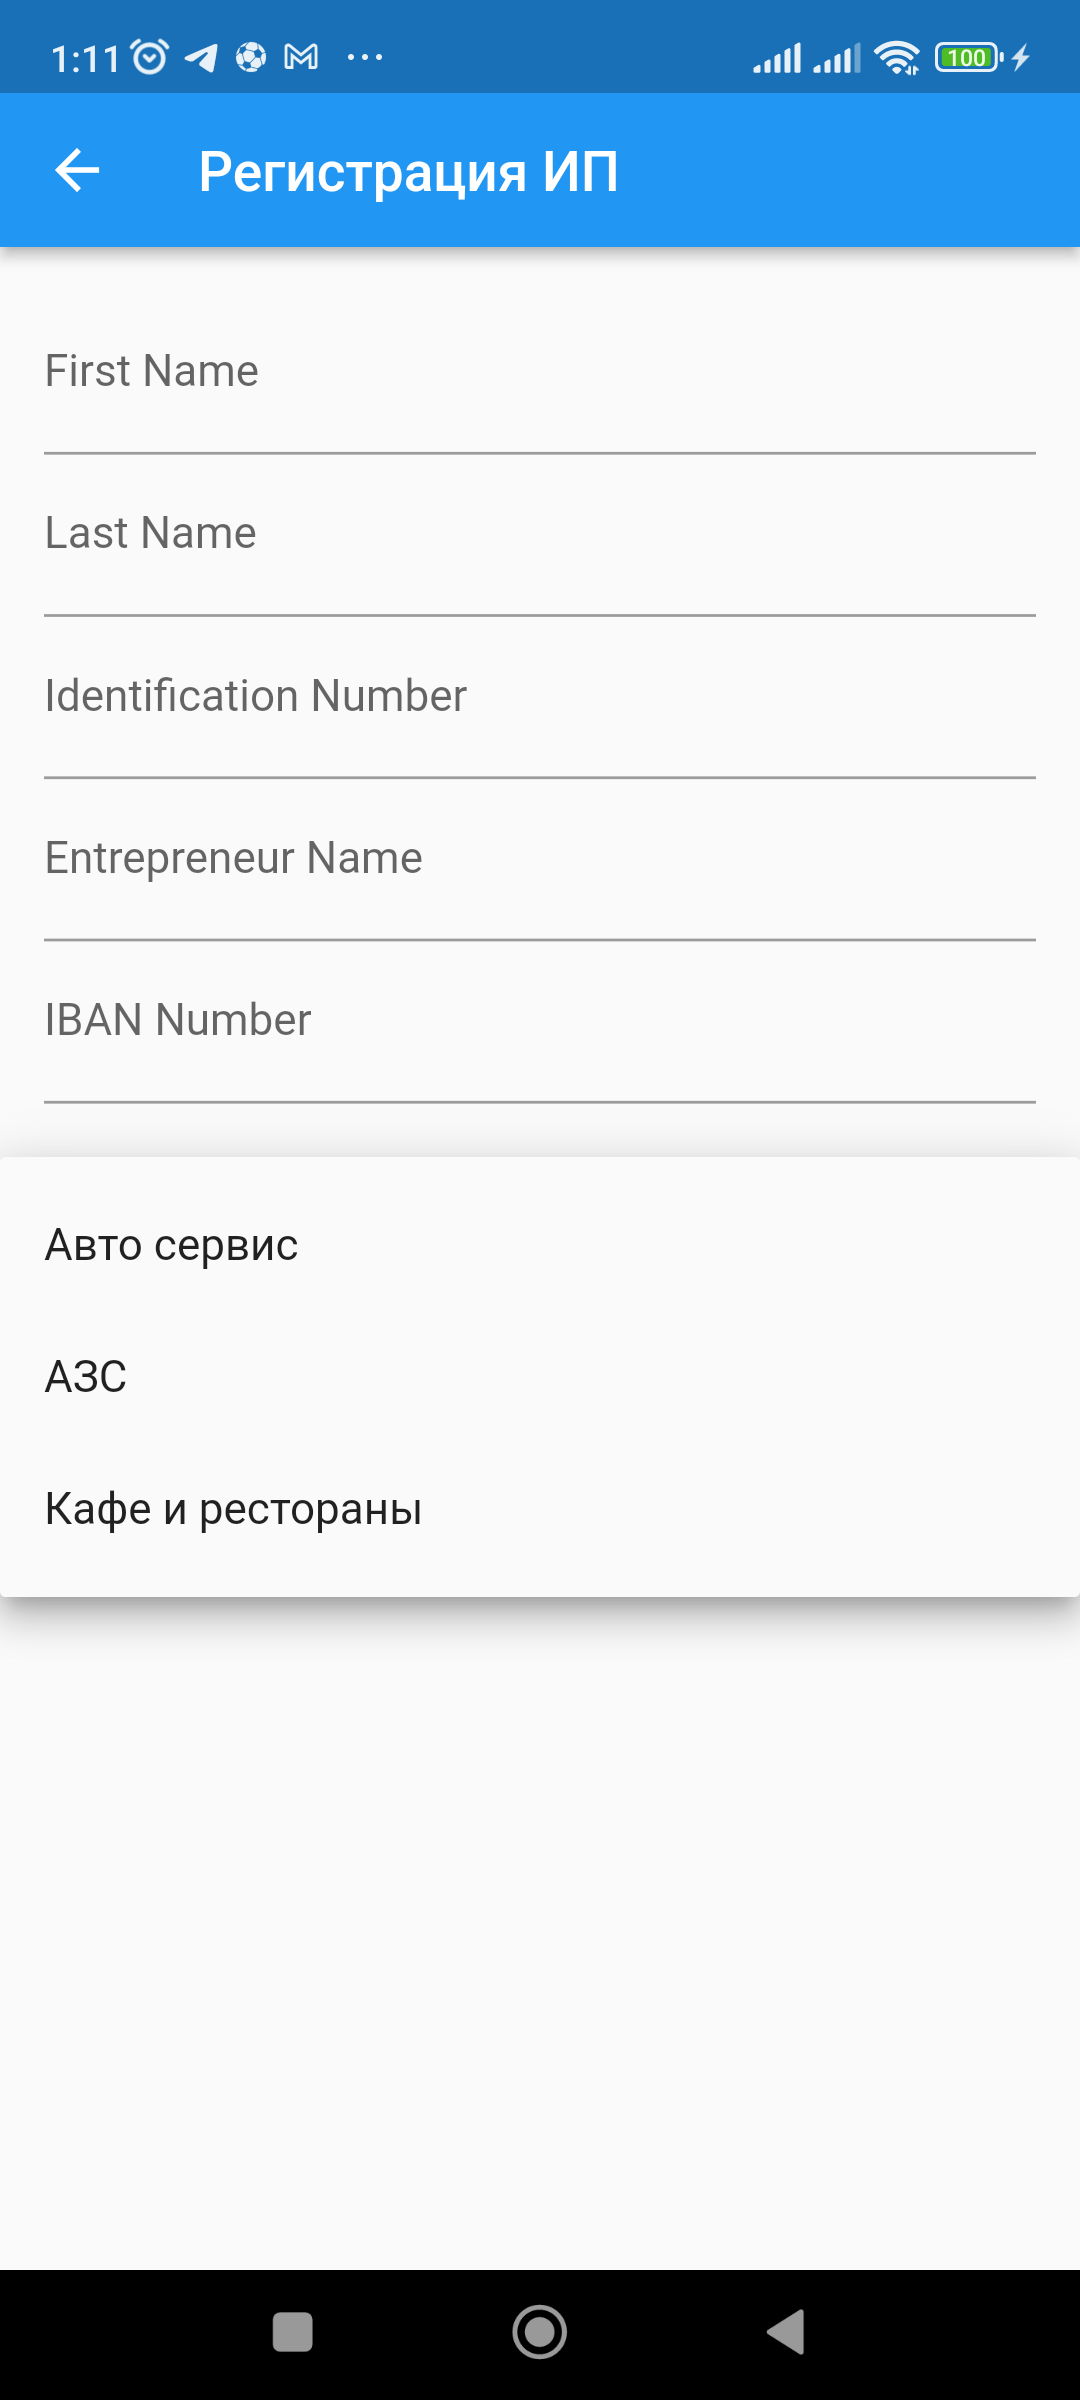 1:11
100
Регистрация ИП
First Name
Last Name
Identification Number
Entrepreneur Name
IBAN Number
Авто сервис
АЗС
Кафе и рестораны